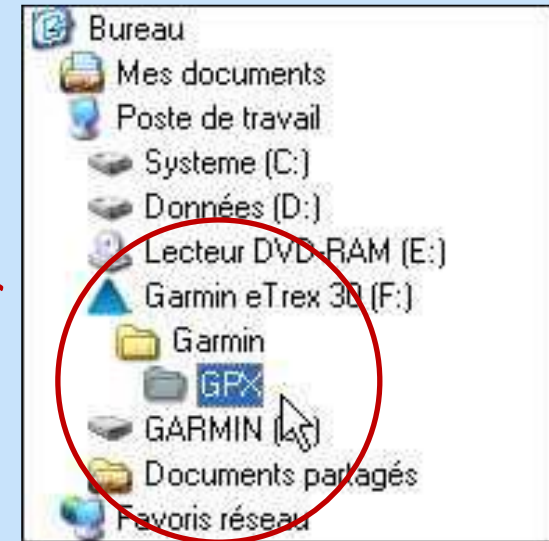 Bureau
Mes documents
Poste de travail
Systeme (C:)
Données (D:)
Lecteur DVD-RAM (E:)
Garmin eTrex 30 (F:)
Garmin
GPX
GARMIN
Documents partagés
Favoris réseau